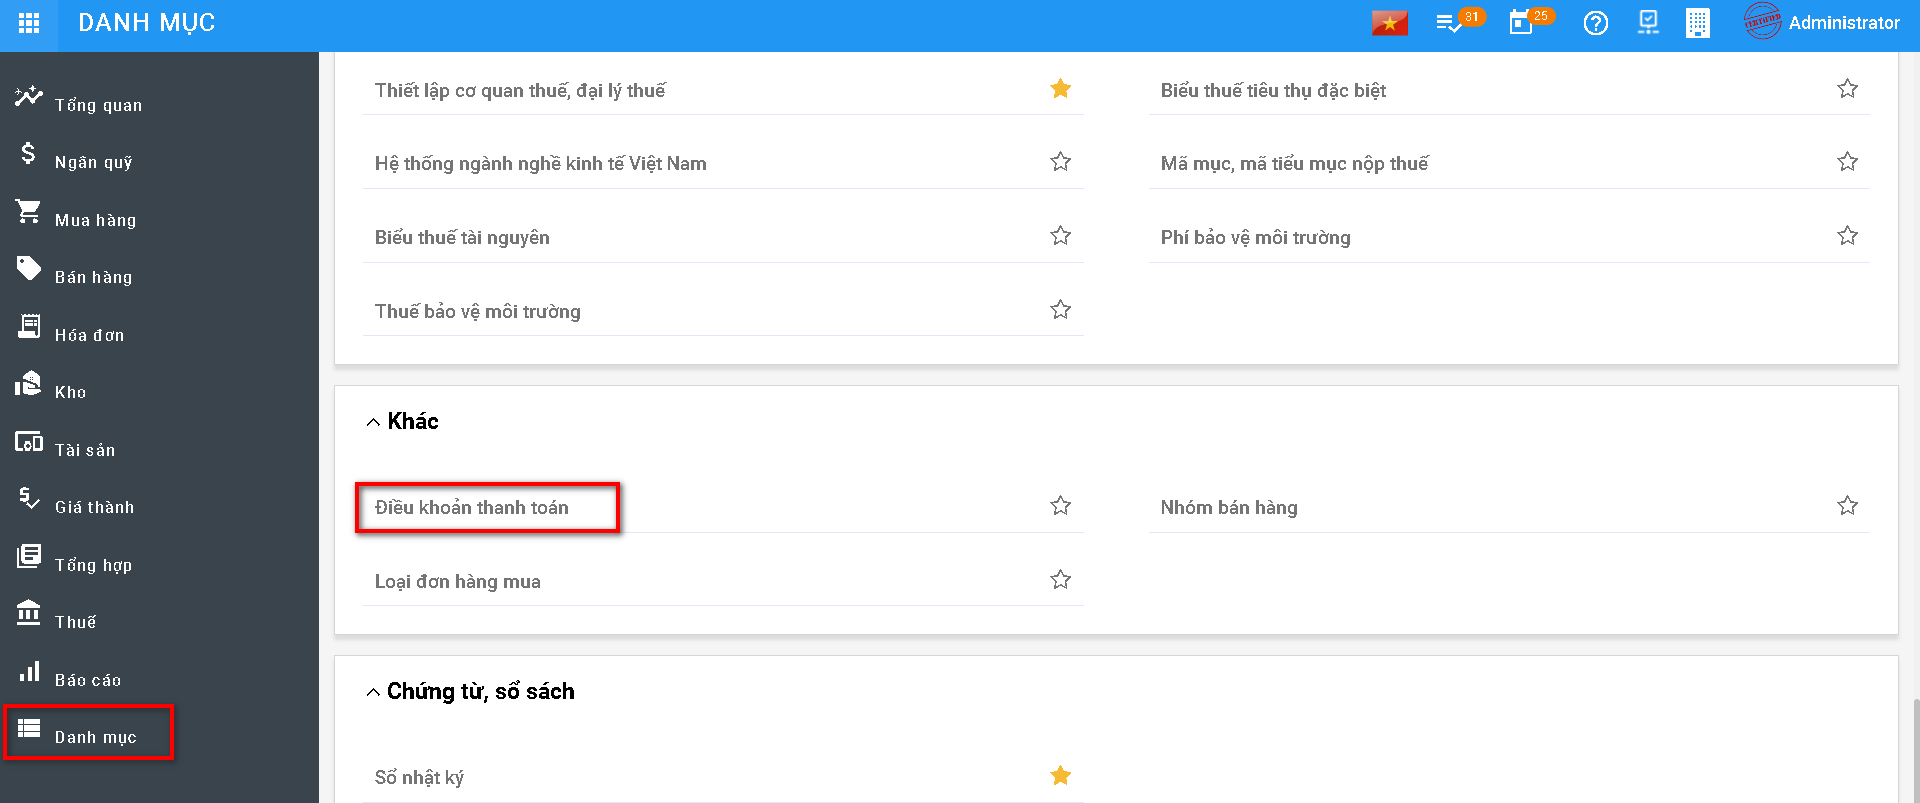 DANH MỤC
31
25
CERTIFIED
Administrator
Tổng quan
Ngân quỹ
Mua hàng
Bán hàng
Hóa đơn
Kho
Tài sản
Giá thành
Tổng hợp
Thuế
Báo cáo
Danh mục
Thiết lập cơ quan thuế, đại lý thuế
Biểu thuế tiêu thụ đặc biệt
Hệ thống ngành nghề kinh tế Việt Nam
Mã mục, mã tiểu mục nộp thuế
Biểu thuế tài nguyên
Phí bảo vệ môi trường
Thuế bảo vệ môi trường
Khác
Điều khoản thanh toán
Nhóm bán hàng
Loại đơn hàng mua
Chứng từ, sổ sách
Sổ nhật ký